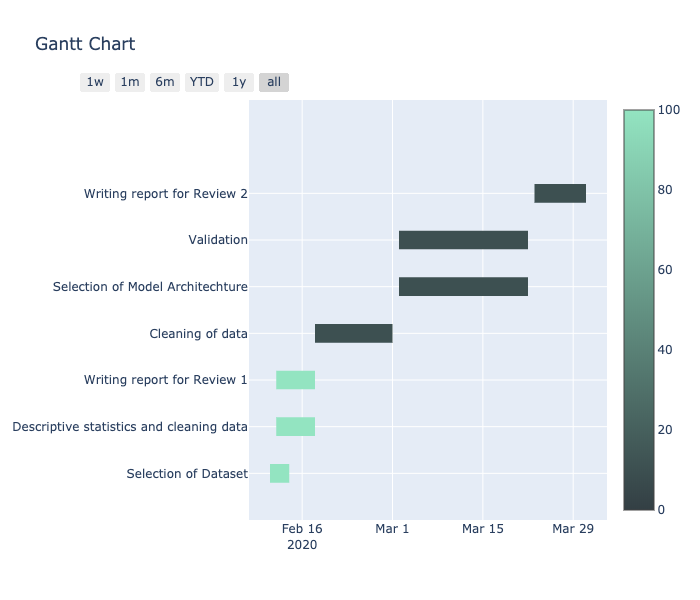 Gantt Chart
1w 1m 6m YTD 1y all
Writing report for Review 2
Validation
Selection of Model Architechture
Cleaning of data
Writing report for Review 1
Descriptive statistics and cleaning data
Selection of Dataset
Feb 16 Mar 1 Mar 15 Mar 29
2020
100
80
60
40
20
0